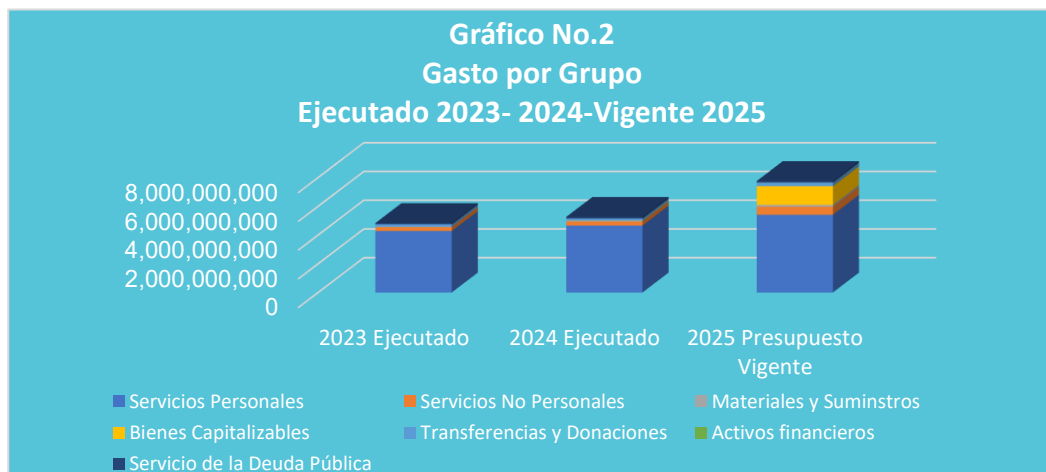 Gráfico No.2
Gasto por Grupo
Ejecutado 2023- 2024-Vigente 2025
8,000,000,000
6,000,000,000
4,000,000,000
2,000,000,000
0
2023 Ejecutado
2024 Ejecutado
2025 Presupuesto
Vigente
Servicios Personales
Servicios No Personales
Materiales y Suminstros
Bienes Capitalizables
Transferencias y Donaciones
Activos financieros
Servicio de la Deuda Pública